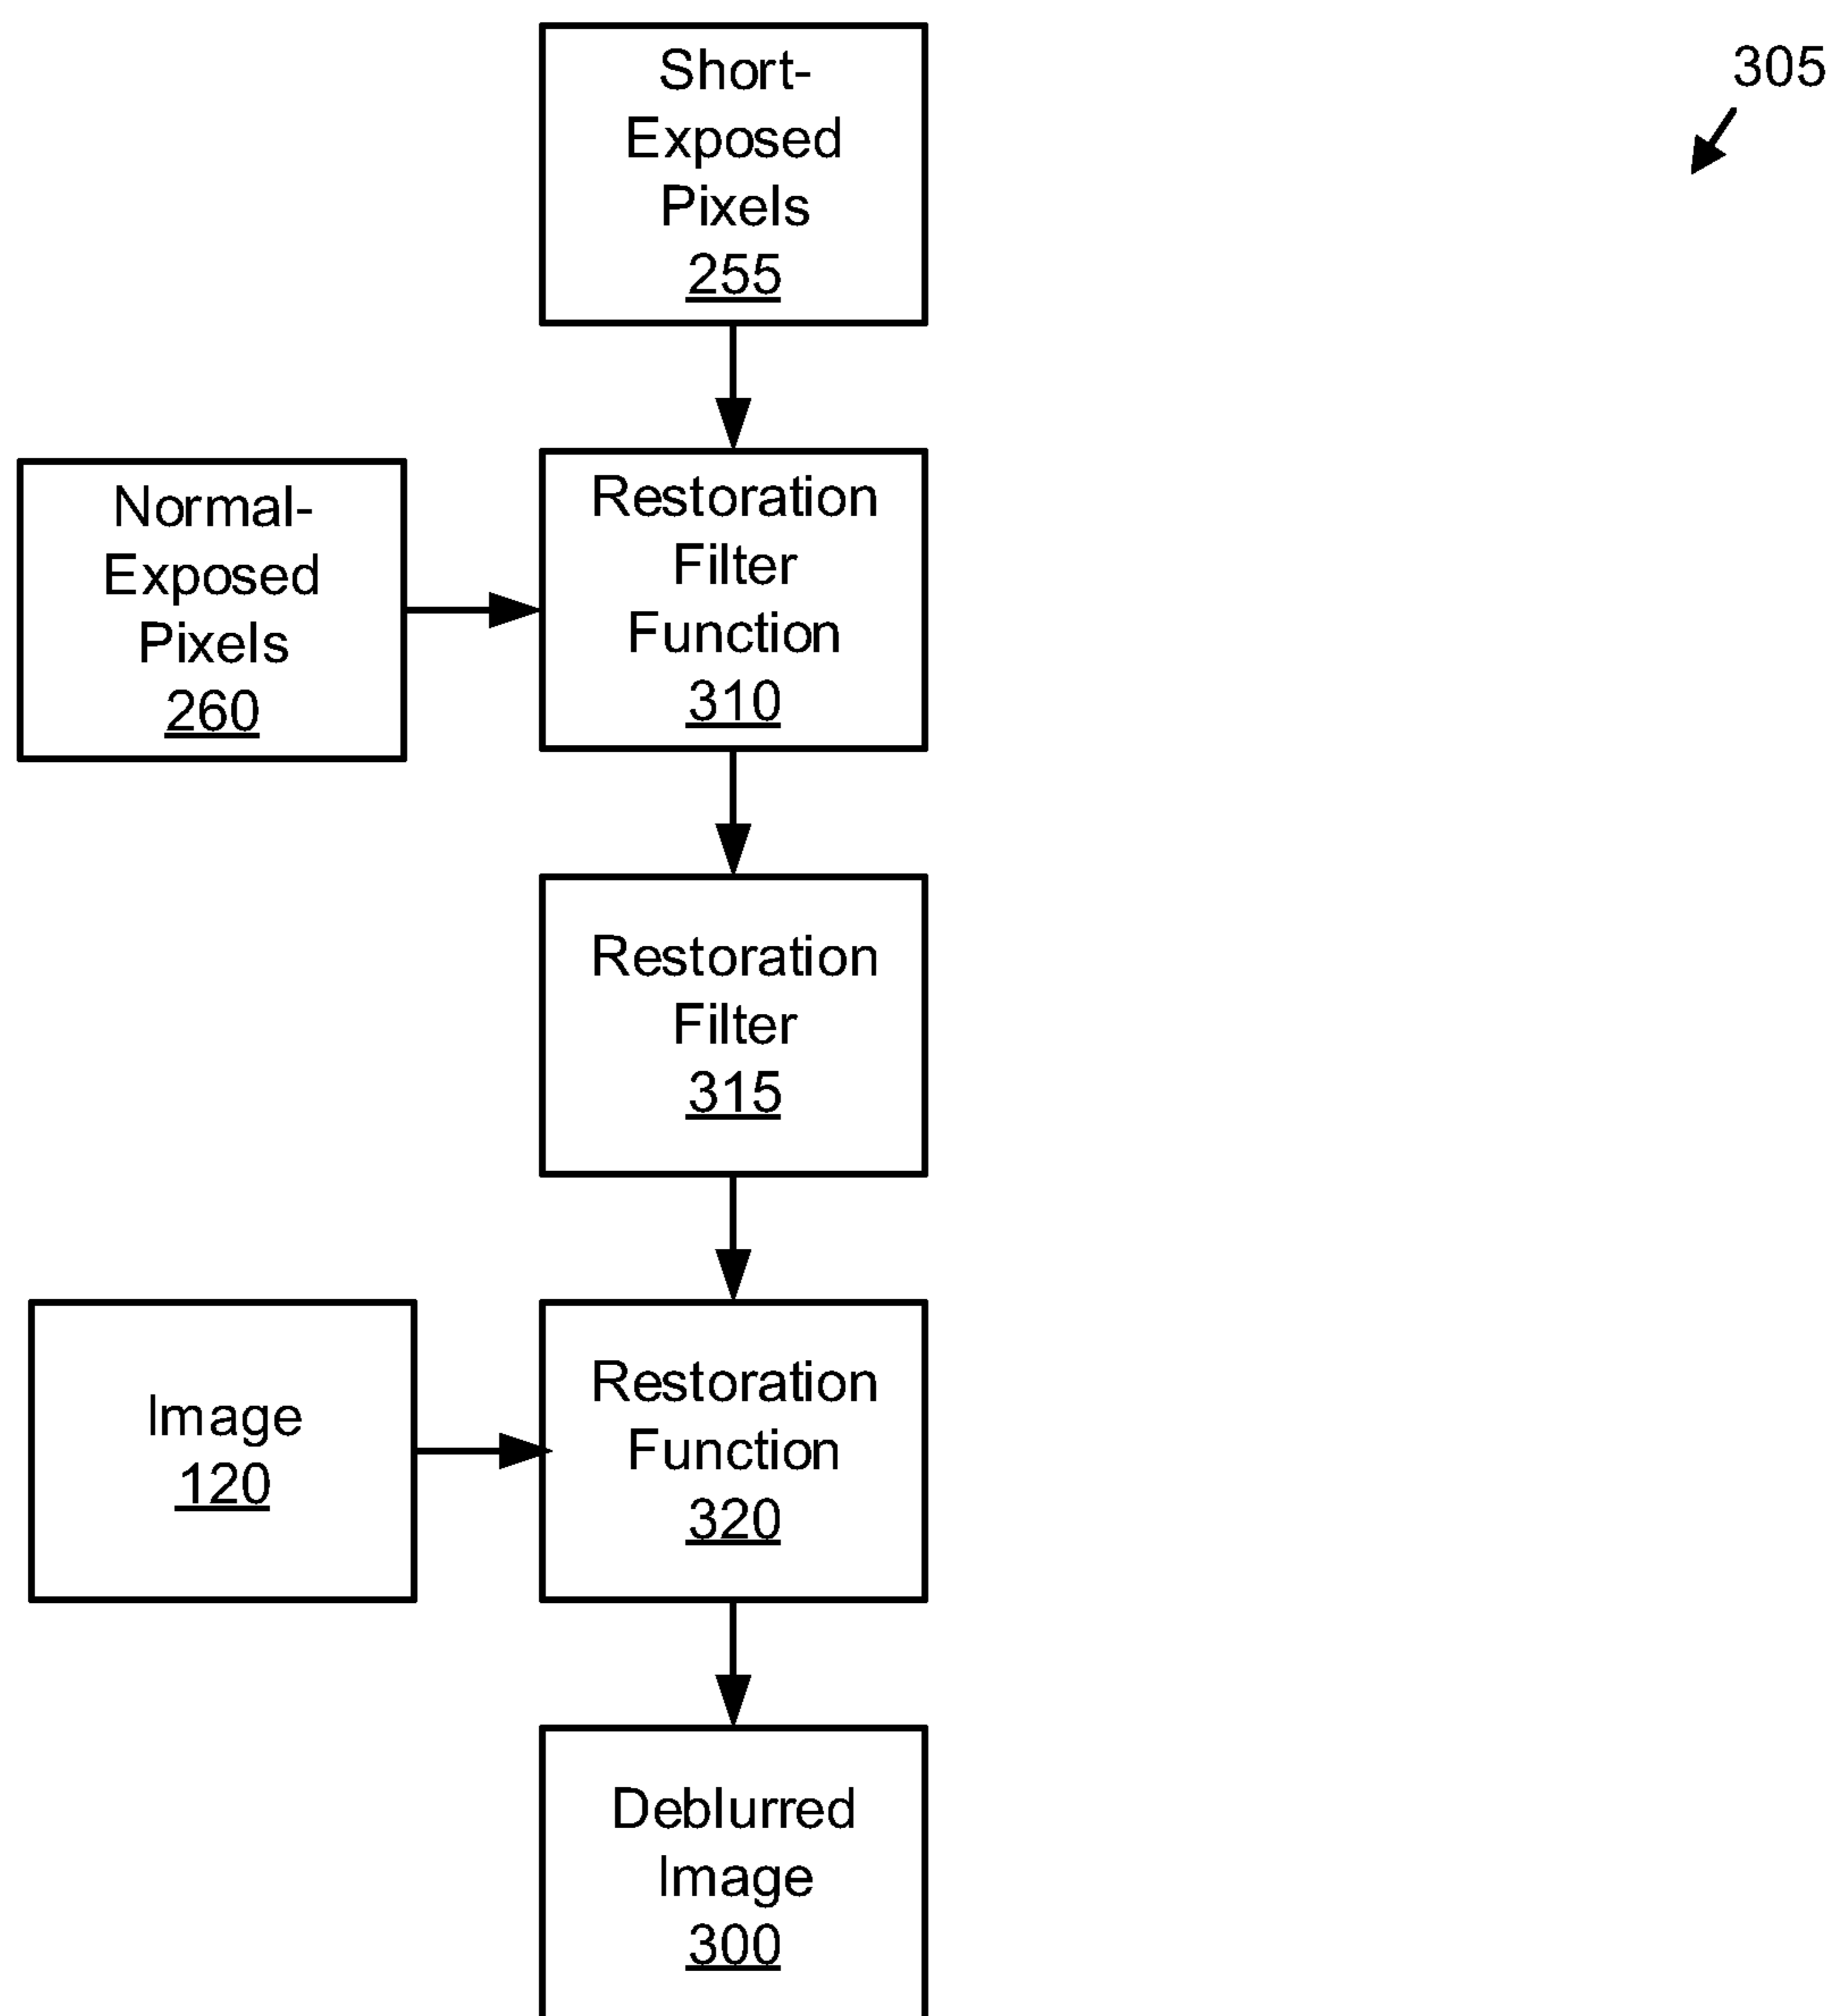 Short-
Exposed
Pixels
255
305
Normal-
Exposed
Pixels
260
Restoration
Filter
Function
310
Restoration
Filter
315
Image
120
Restoration
Function
320
Deblurred
Image
300